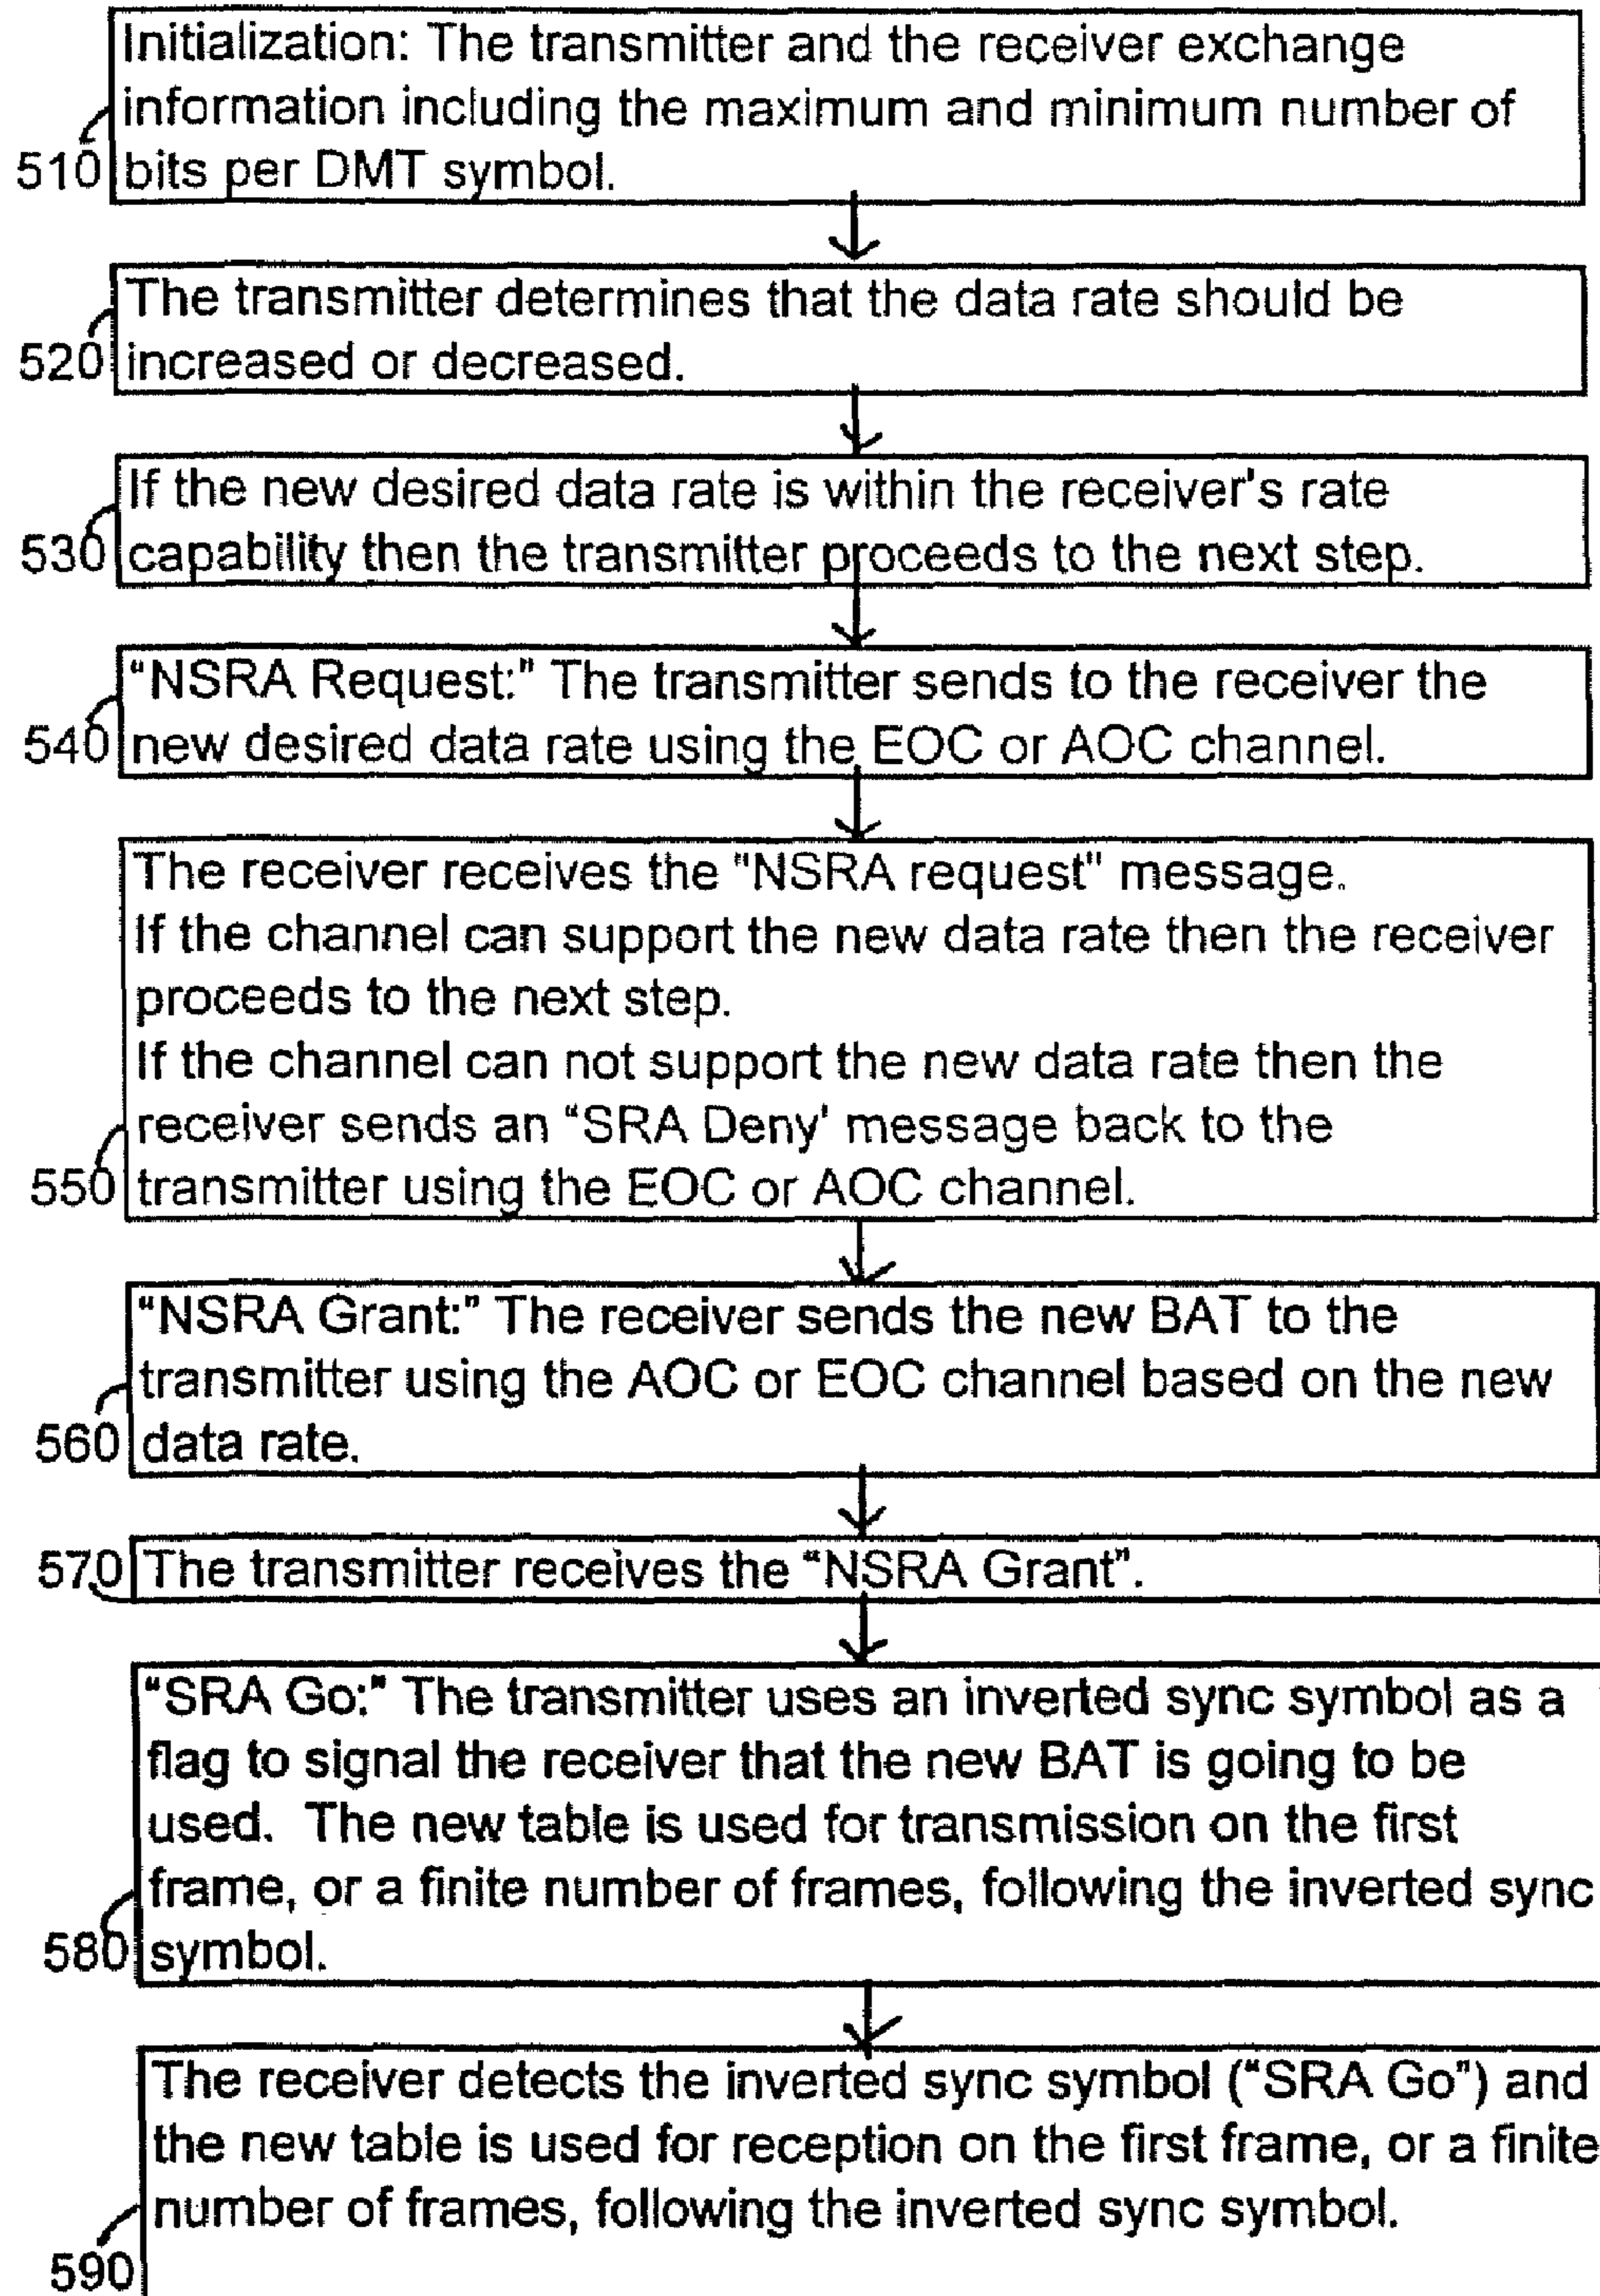 Initialization: The transmitter and the receiver exchange
information including the maximum and minimum number of
510 bits per DMT symbol.
The transmitter determines that the data rate should be
520 increased or decreased.
If the new desired data rate is within the receiver's rate
530 capability then the transmitter proceeds to the next step.
“NSRA Request:” The transmitter sends to the receiver the
540 new desired data rate using the EOC or AOC channel.
The receiver receives the "NSRA request" message.
If the channel can support the new data rate then the receiver
proceeds to the next step.
If the channel can not support the new data rate then the
receiver sends an “SRA Deny' message back to the
550 transmitter using the EOC or AOC channel.
“NSRA Grant:” The receiver sends the new BAT to the
transmitter using the AOC or EOC channel based on the new
560 data rate.
570 The transmitter receives the “NSRA Grant”.
“SRA Go:” The transmitter uses an inverted sync symbol as a
flag to signal the receiver that the new BAT is going to be
used. The new table is used for transmission on the first
frame, or a finite number of frames, following the inverted sync
580 symbol.
The receiver detects the inverted sync symbol (“SRA Go”) and
the new table is used for reception on the first frame, or a finite
number of frames, following the inverted sync symbol.
590